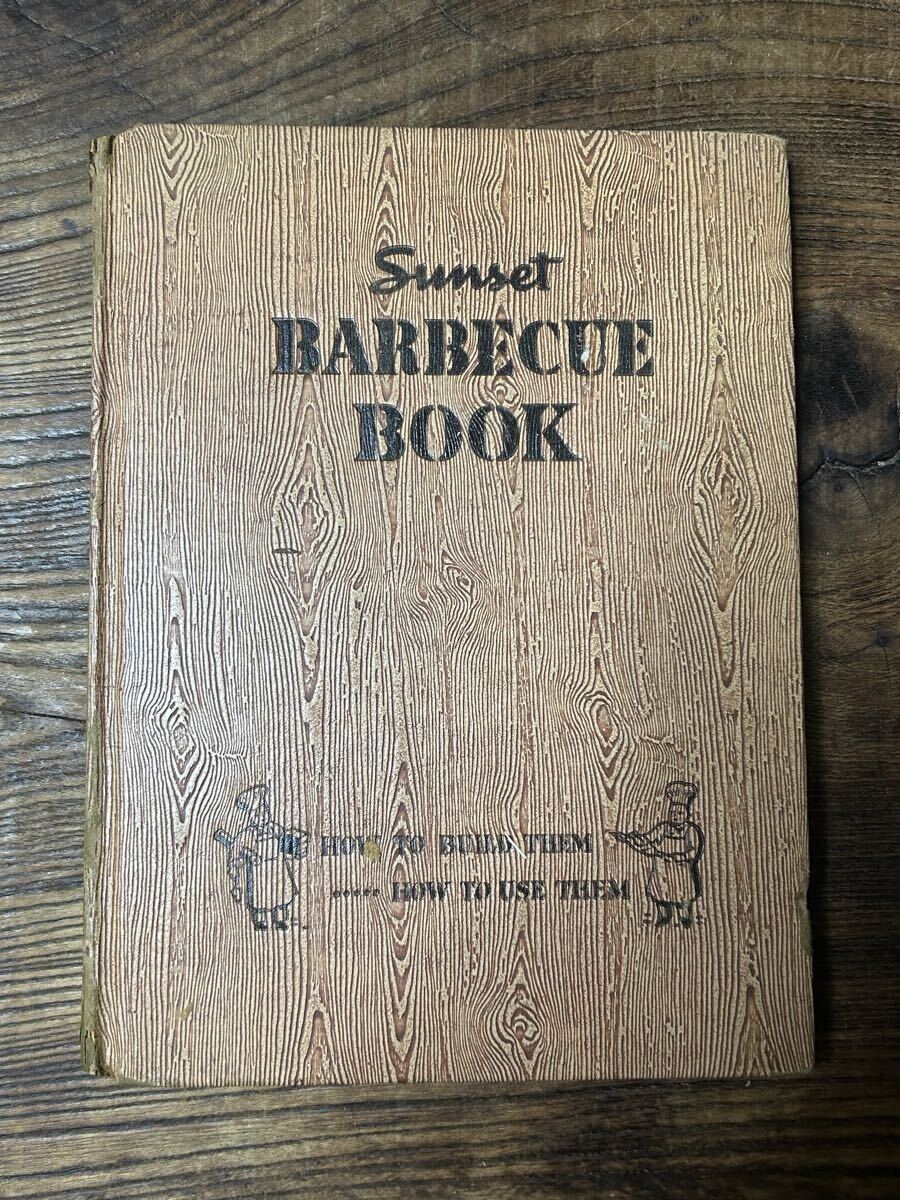 Sunset
BARBECUE
BOOK
HOW TO BUILD THEM
..... HOW TO USE THEM